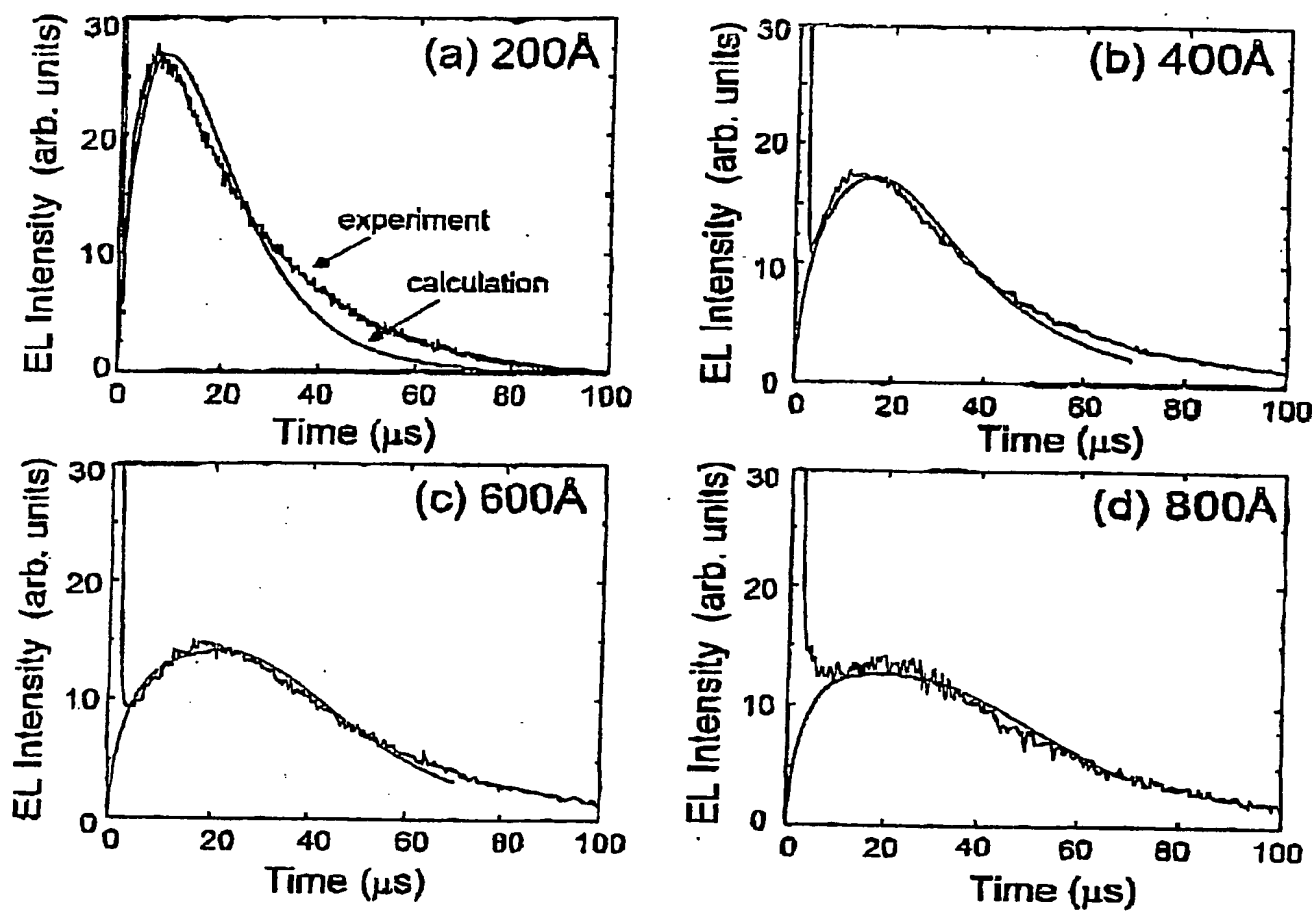 30
20
10
0
EL Intensity (arb. units)
(a) 200Å
experiment
calculation
0 20 40 60 80 100
Time (μs)
30
20
10
0
EL Intensity (arb. units)
(b) 400Å
0 20 40 60 80 100
Time (μs)
30
20
10
0
EL Intensity (arb. units)
(c) 600Å
0 20 40 60 80 100
Time (μs)
30
20
10
0
EL Intensity (arb. units)
(d) 800Å
0 20 40 60 80 100
Time (μs)